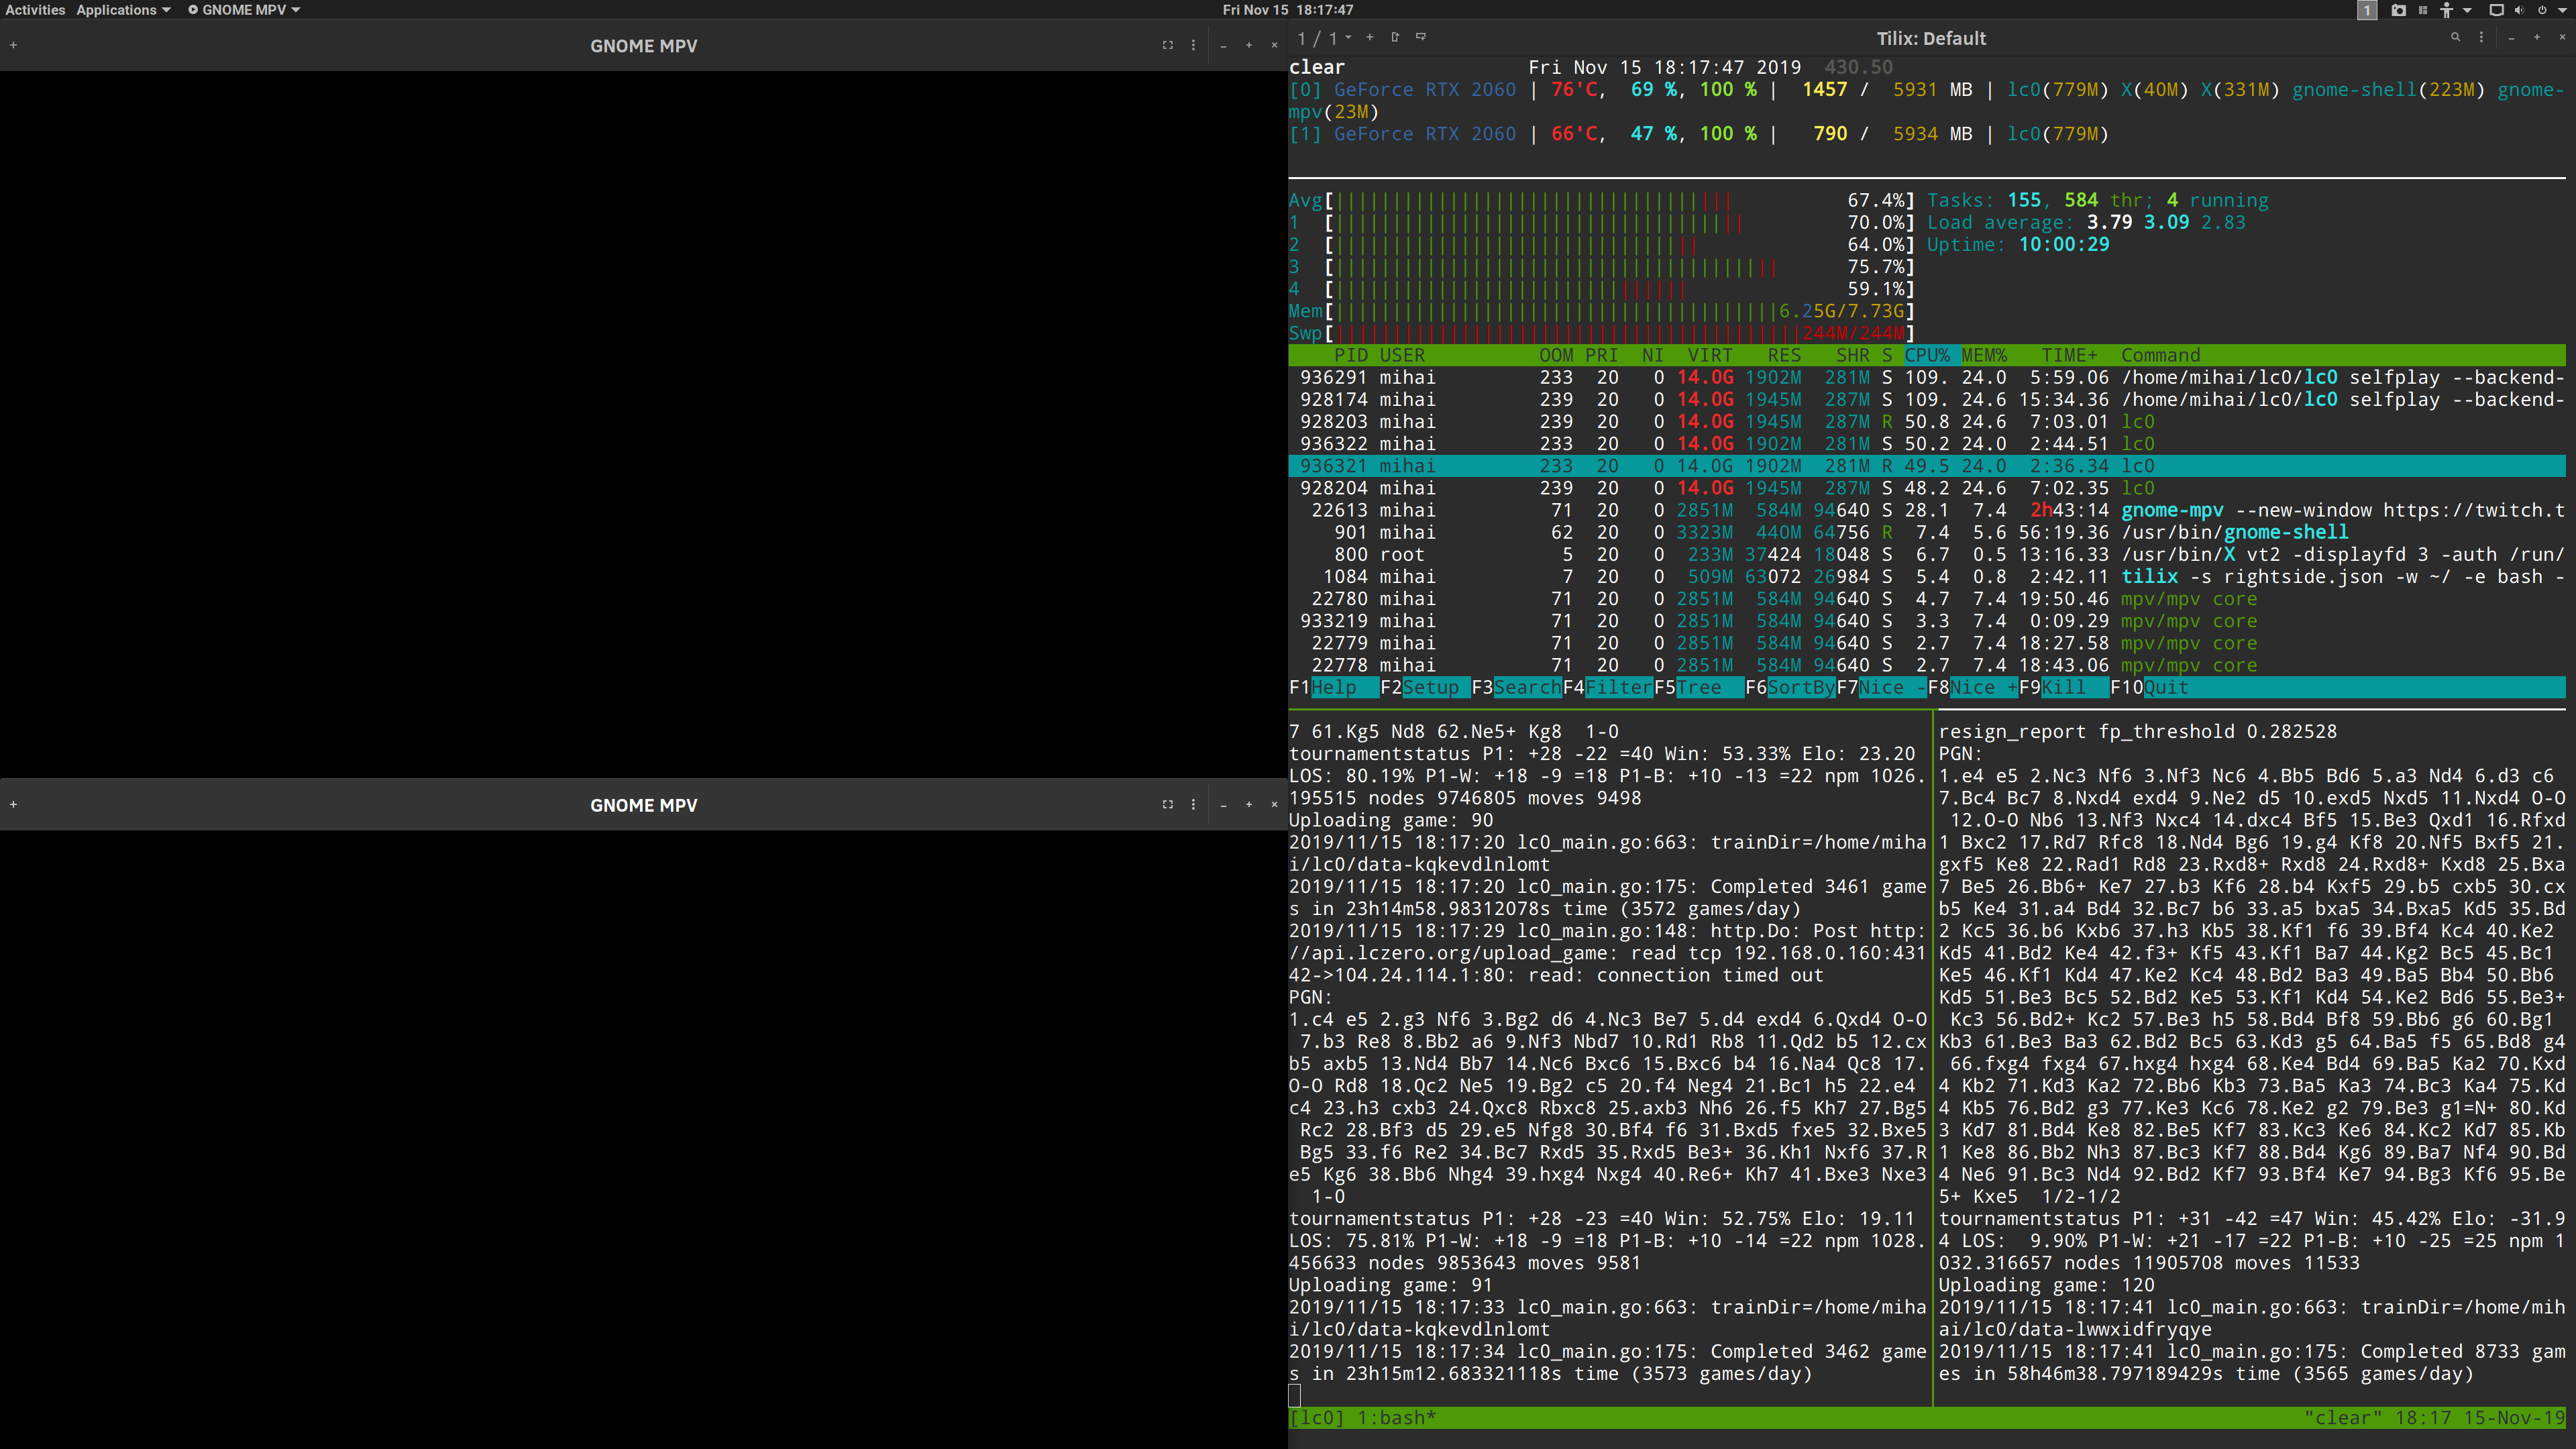 Activities Applications GNOME MPV Fri Nov 15 18:17:47 1
GNOME MPV
1 / 1 Tilix: Default
clear Fri Nov 15 18:17:47 2019 430.50
[0] GeForce RTX 2060 | 76'C, 69 %, 100 % | 1457 / 5931 MB | lc0(779M) X(40M) X(331M) gnome-shell(223M) gnome-
mpv(23M)
[1] GeForce RTX 2060 | 66'C, 47 %, 100 % | 790 / 5934 MB | lc0(779M)
Avg[ 67.4%] Tasks: 155, 584 thr; 4 running
1 [ 70.0%] Load average: 3.79 3.09 2.83
2 [ 64.0%] Uptime: 10:00:29
3 [ 75.7%]
4 [ 59.1%]
Mem[ 6.25G/7.73G]
Swp[ 244M/244M]
PID USER OOM PRI NI VIRT RES SHR S CPU% MEM% TIME+ Command
936291 mihai 233 20 0 14.0G 1902M 281M S 109. 24.0 5:59.06 /home/mihai/lc0/lc0 selfplay --backend-
928174 mihai 239 20 0 14.0G 1945M 287M S 109. 24.6 15:34.36 /home/mihai/lc0/lc0 selfplay --backend-
928203 mihai 239 20 0 14.0G 1945M 287M R 50.8 24.6 7:03.01 lc0
936322 mihai 233 20 0 14.0G 1902M 281M S 50.2 24.0 2:44.51 lc0
936321 mihai 233 20 0 14.0G 1902M 281M R 49.5 24.0 2:36.34 lc0
928204 mihai 239 20 0 14.0G 1945M 287M S 48.2 24.6 7:02.35 lc0
22613 mihai 71 20 0 2851M 584M 94640 S 28.1 7.4 2h43:14 gnome-mpv --new-window https://twitch.t
901 mihai 62 20 0 3323M 440M 64756 R 7.4 5.6 56:19.36 /usr/bin/gnome-shell
800 root 5 20 0 233M 37424 18048 S 6.7 0.5 13:16.33 /usr/bin/X vt2 -displayfd 3 -auth /run/
1084 mihai 7 20 0 509M 63072 26984 S 5.4 0.8 2:42.11 tilix -s rightside.json -w ~/ -e bash -
22780 mihai 71 20 0 2851M 584M 94640 S 4.7 7.4 19:50.46 mpv/mpv core
933219 mihai 71 20 0 2851M 584M 94640 S 3.3 7.4 0:09.29 mpv/mpv core
22779 mihai 71 20 0 2851M 584M 94640 S 2.7 7.4 18:27.58 mpv/mpv core
22778 mihai 71 20 0 2851M 584M 94640 S 2.7 7.4 18:43.06 mpv/mpv core
F1Help F2Setup F3SearchF4FilterF5Tree F6SortByF7Nice -F8Nice +F9Kill F10Quit
GNOME MPV
7 61.Kg5 Nd8 62.Ne5+ Kg8 1-0
tournamentstatus P1: +28 -22 =40 Win: 53.33% Elo: 23.20
LOS: 80.19% P1-W: +18 -9 =18 P1-B: +10 -13 =22 npm 1026.
195515 nodes 9746805 moves 9498
Uploading game: 90
2019/11/15 18:17:20 lc0_main.go:663: trainDir=/home/miha
i/lc0/data-kqkevdlnlomt
2019/11/15 18:17:20 lc0_main.go:175: Completed 3461 game
s in 23h14m58.98312078s time (3572 games/day)
2019/11/15 18:17:29 lc0_main.go:148: http.Do: Post http:
//api.lczero.org/upload_game: read tcp 192.168.0.160:431
42->104.24.114.1:80: read: connection timed out
PGN:
1.c4 e5 2.g3 Nf6 3.Bg2 d6 4.Nc3 Be7 5.d4 exd4 6.Qxd4 O-O
7.b3 Re8 8.Bb2 a6 9.Nf3 Nbd7 10.Rd1 Rb8 11.Qd2 b5 12.cx
b5 axb5 13.Nd4 Bb7 14.Nc6 Bxc6 15.Bxc6 b4 16.Na4 Qc8 17.
O-O Rd8 18.Qc2 Ne5 19.Bg2 c5 20.f4 Neg4 21.Bc1 h5 22.e4
c4 23.h3 cxb3 24.Qxc8 Rbxc8 25.axb3 Nh6 26.f5 Kh7 27.Bg5
Rc2 28.Bf3 d5 29.e5 Nfg8 30.Bf4 f6 31.Bxd5 fxe5 32.Bxe5
Bg5 33.f6 Re2 34.Bc7 Rxd5 35.Rxd5 Be3+ 36.Kh1 Nxf6 37.R
e5 Kg6 38.Bb6 Nhg4 39.hxg4 Nxg4 40.Re6+ Kh7 41.Bxe3 Nxe3
1-0
tournamentstatus P1: +28 -23 =40 Win: 52.75% Elo: 19.11
LOS: 75.81% P1-W: +18 -9 =18 P1-B: +10 -14 =22 npm 1028.
456633 nodes 9853643 moves 9581
Uploading game: 91
2019/11/15 18:17:33 lc0_main.go:663: trainDir=/home/miha
i/lc0/data-kqkevdlnlomt
2019/11/15 18:17:34 lc0_main.go:175: Completed 3462 game
s in 23h15m12.683321118s time (3573 games/day)
resign_report fp_threshold 0.282528
PGN:
1.e4 e5 2.Nc3 Nf6 3.Nf3 Nc6 4.Bb5 Bd6 5.a3 Nd4 6.d3 c6
7.Bc4 Bc7 8.Nxd4 exd4 9.Ne2 d5 10.exd5 Nxd5 11.Nxd4 O-O
12.O-O Nb6 13.Nf3 Nxc4 14.dxc4 Bf5 15.Be3 Qxd1 16.Rfxd
1 Bxc2 17.Rd7 Rfc8 18.Nd4 Bg6 19.g4 Kf8 20.Nf5 Bxf5 21.
gxf5 Ke8 22.Rad1 Rd8 23.Rxd8+ Rxd8 24.Rxd8+ Kxd8 25.Bxa
7 Be5 26.Bb6+ Ke7 27.b3 Kf6 28.b4 Kxf5 29.b5 cxb5 30.cx
b5 Ke4 31.a4 Bd4 32.Bc7 b6 33.a5 bxa5 34.Bxa5 Kd5 35.Bd
2 Kc5 36.b6 Kxb6 37.h3 Kb5 38.Kf1 f6 39.Bf4 Kc4 40.Ke2
Kd5 41.Bd2 Ke4 42.f3+ Kf5 43.Kf1 Ba7 44.Kg2 Bc5 45.Bc1
Ke5 46.Kf1 Kd4 47.Ke2 Kc4 48.Bd2 Ba3 49.Ba5 Bb4 50.Bb6
Kd5 51.Be3 Bc5 52.Bd2 Ke5 53.Kf1 Kd4 54.Ke2 Bd6 55.Be3+
Kc3 56.Bd2+ Kc2 57.Be3 h5 58.Bd4 Bf8 59.Bb6 g6 60.Bg1
Kb3 61.Be3 Ba3 62.Bd2 Bc5 63.Kd3 g5 64.Ba5 f5 65.Bd8 g4
66.fxg4 fxg4 67.hxg4 hxg4 68.Ke4 Bd4 69.Ba5 Ka2 70.Kxd
4 Kb2 71.Kd3 Ka2 72.Bb6 Kb3 73.Ba5 Ka3 74.Bc3 Ka4 75.Kd
4 Kb5 76.Bd2 g3 77.Ke3 Kc6 78.Ke2 g2 79.Be3 g1=N+ 80.Kd
3 Kd7 81.Bd4 Ke8 82.Be5 Kf7 83.Kc3 Ke6 84.Kc2 Kd7 85.Kb
1 Ke8 86.Bb2 Nh3 87.Bc3 Kf7 88.Bd4 Kg6 89.Ba7 Nf4 90.Bd
4 Ne6 91.Bc3 Nd4 92.Bd2 Kf7 93.Bf4 Ke7 94.Bg3 Kf6 95.Be
5+ Kxe5 1/2-1/2
tournamentstatus P1: +31 -42 =47 Win: 45.42% Elo: -31.9
4 LOS: 9.90% P1-W: +21 -17 =22 P1-B: +10 -25 =25 npm 1
032.316657 nodes 11905708 moves 11533
Uploading game: 120
2019/11/15 18:17:41 lc0_main.go:663: trainDir=/home/mih
ai/lc0/data-lwwxidfryqye
2019/11/15 18:17:41 lc0_main.go:175: Completed 8733 gam
es in 58h46m38.797189429s time (3565 games/day)
[lc0] 1:bash* "clear" 18:17 15-Nov-19